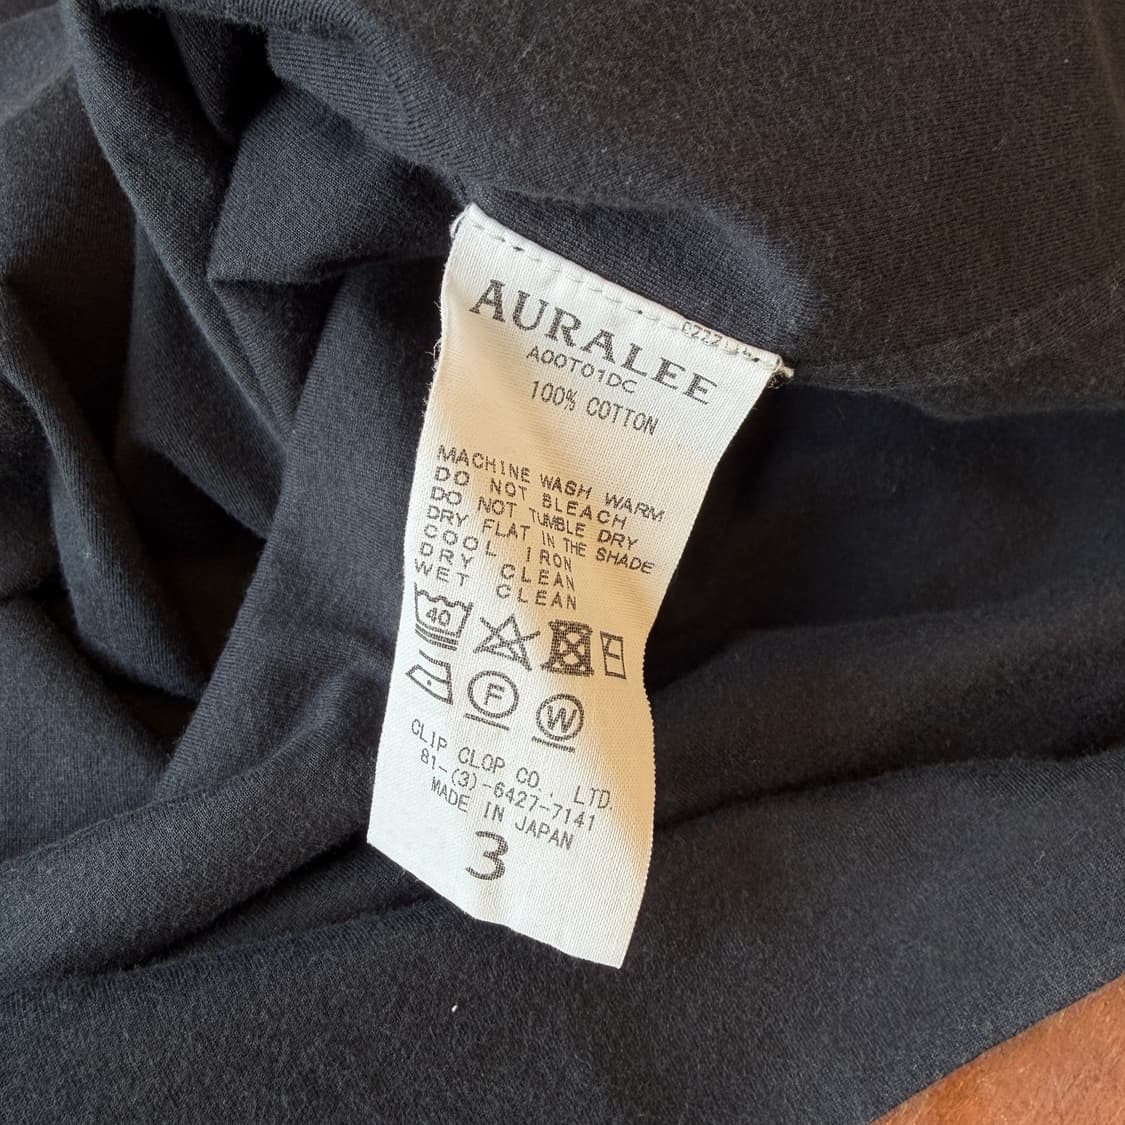 AURALEE
A00T01DC
100% COTTON
MACHINE WASH WARM
DO NOT BLEACH
DO NOT TUMBLE DRY
DRY FLAT IN THE SHADE
COOL IRON
DRY CLEAN
WET CLEAN
40
F W
CLIP CLOP CO., LTD.
81-(3)-6427-7141
MADE IN JAPAN
3